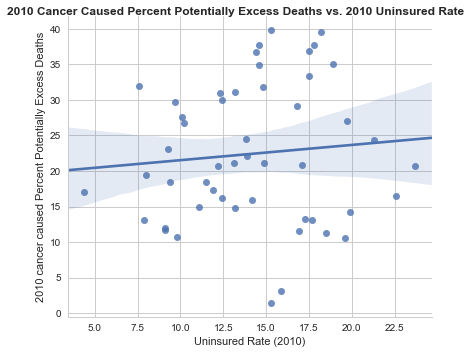 2010 Cancer Caused Percent Potentially Excess Deaths vs. 2010 Uninsured Rate
2010 cancer caused Percent Potentially Excess Deaths
40
35
30
25
20
15
10
5
0
5.0 7.5 10.0 12.5 15.0 17.5 20.0 22.5
Uninsured Rate (2010)